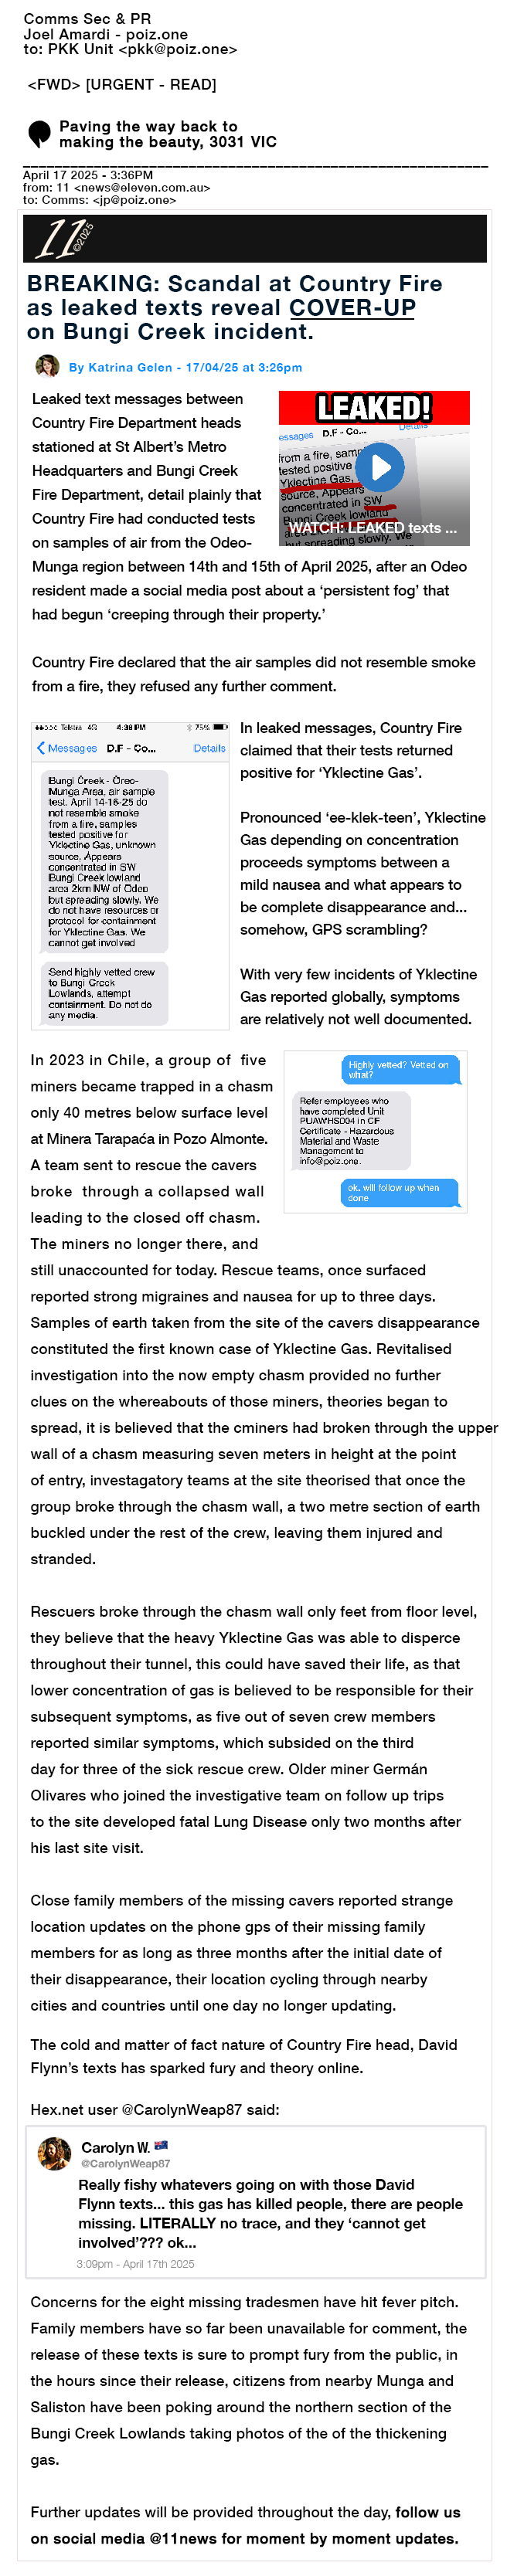 Comms Sec & PR
Joel Amardi - poiz.one
to: PKK Unit <pkk@poiz.one>
<FWD> [URGENT - READ]
Paving the way back to
making the beauty, 3031 VIC
April 17 2025 - 3:36PM
from: 11 <news@eleven.com.au>
to: Comms: <jp@poiz.one>
11 ©2025
BREAKING: Scandal at Country Fire
as leaked texts reveal COVER-UP
on Bungi Creek incident.
By Katrina Gelen - 17/04/25 at 3:26pm
Leaked text messages between
Country Fire Department heads
stationed at St Albert's Metro
Headquarters and Bungi Creek
Fire Department, detail plainly that
Country Fire had conducted tests
on samples of air from the Odeo-
Munga region between 14th and 15th of April 2025, after an Odeo
resident made a social media post about a 'persistent fog' that
had begun 'creeping through their property.'
LEAKED!
essages D.F - Co... Details
from a fire, samp
tested positive
Yklectine Gas,
source, Appears
concentrated in SW
Bungi Creek lowland
but spreading slowly. We
WATCH: LEAKED texts ...
Country Fire declared that the air samples did not resemble smoke
from a fire, they refused any further comment.
Telstra 4G 4:38 PM 75%
Messages D.F - Co... Details
Bungi Creek - Oreo-
Munga Area, air sample
test. April 14-16-25 do
not resemble smoke
from a fire, samples
tested positive for
Yklectine Gas, unknown
source, Appears
concentrated in SW
Bungi Creek lowland
area 2km NW of Odeo
but spreading slowly. We
do not have resources or
protocol for containment
for Yklectine Gas. We
cannot get involved
Send highly vetted crew
to Bungi Creek
Lowlands, attempt
containment. Do not do
any media.
In leaked messages, Country Fire
claimed that their tests returned
positive for 'Yklectine Gas'.
Pronounced 'ee-klek-teen', Yklectine
Gas depending on concentration
proceeds symptoms between a
mild nausea and what appears to
be complete disappearance and...
somehow, GPS scrambling?
With very few incidents of Yklectine
Gas reported globally, symptoms
are relatively not well documented.
In 2023 in Chile, a group of five
miners became trapped in a chasm
only 40 metres below surface level
at Minera Tarapaća in Pozo Almonte.
A team sent to rescue the cavers
broke through a collapsed wall
leading to the closed off chasm.
The miners no longer there, and
still unaccounted for today. Rescue teams, once surfaced
reported strong migraines and nausea for up to three days.
Samples of earth taken from the site of the cavers disappearance
constituted the first known case of Yklectine Gas. Revitalised
investigation into the now empty chasm provided no further
clues on the whereabouts of those miners, theories began to
spread, it is believed that the cminers had broken through the upper
wall of a chasm measuring seven meters in height at the point
of entry, investagatory teams at the site theorised that once the
group broke through the chasm wall, a two metre section of earth
buckled under the rest of the crew, leaving them injured and
stranded.
Highly vetted? Vetted on
what?
Refer employees who
have completed Unit
PUAWHS004 in CF
Certificate - Hazardous
Material and Waste
Management to
info@poiz.one.
ok. will follow up when
done
Rescuers broke through the chasm wall only feet from floor level,
they believe that the heavy Yklectine Gas was able to disperce
throughout their tunnel, this could have saved their life, as that
lower concentration of gas is believed to be responsible for their
subsequent symptoms, as five out of seven crew members
reported similar symptoms, which subsided on the third
day for three of the sick rescue crew. Older miner Germán
Olivares who joined the investigative team on follow up trips
to the site developed fatal Lung Disease only two months after
his last site visit.
Close family members of the missing cavers reported strange
location updates on the phone gps of their missing family
members for as long as three months after the initial date of
their disappearance, their location cycling through nearby
cities and countries until one day no longer updating.
The cold and matter of fact nature of Country Fire head, David
Flynn's texts has sparked fury and theory online.
Hex.net user @CarolynWeap87 said:
Carolyn W.
@CarolynWeap87
Really fishy whatevers going on with those David
Flynn texts... this gas has killed people, there are people
missing. LITERALLY no trace, and they 'cannot get
involved'??? ok...
3:09pm - April 17th 2025
Concerns for the eight missing tradesmen have hit fever pitch.
Family members have so far been unavailable for comment, the
release of these texts is sure to prompt fury from the public, in
the hours since their release, citizens from nearby Munga and
Saliston have been poking around the northern section of the
Bungi Creek Lowlands taking photos of the of the thickening
gas.
Further updates will be provided throughout the day, follow us
on social media @11news for moment by moment updates.